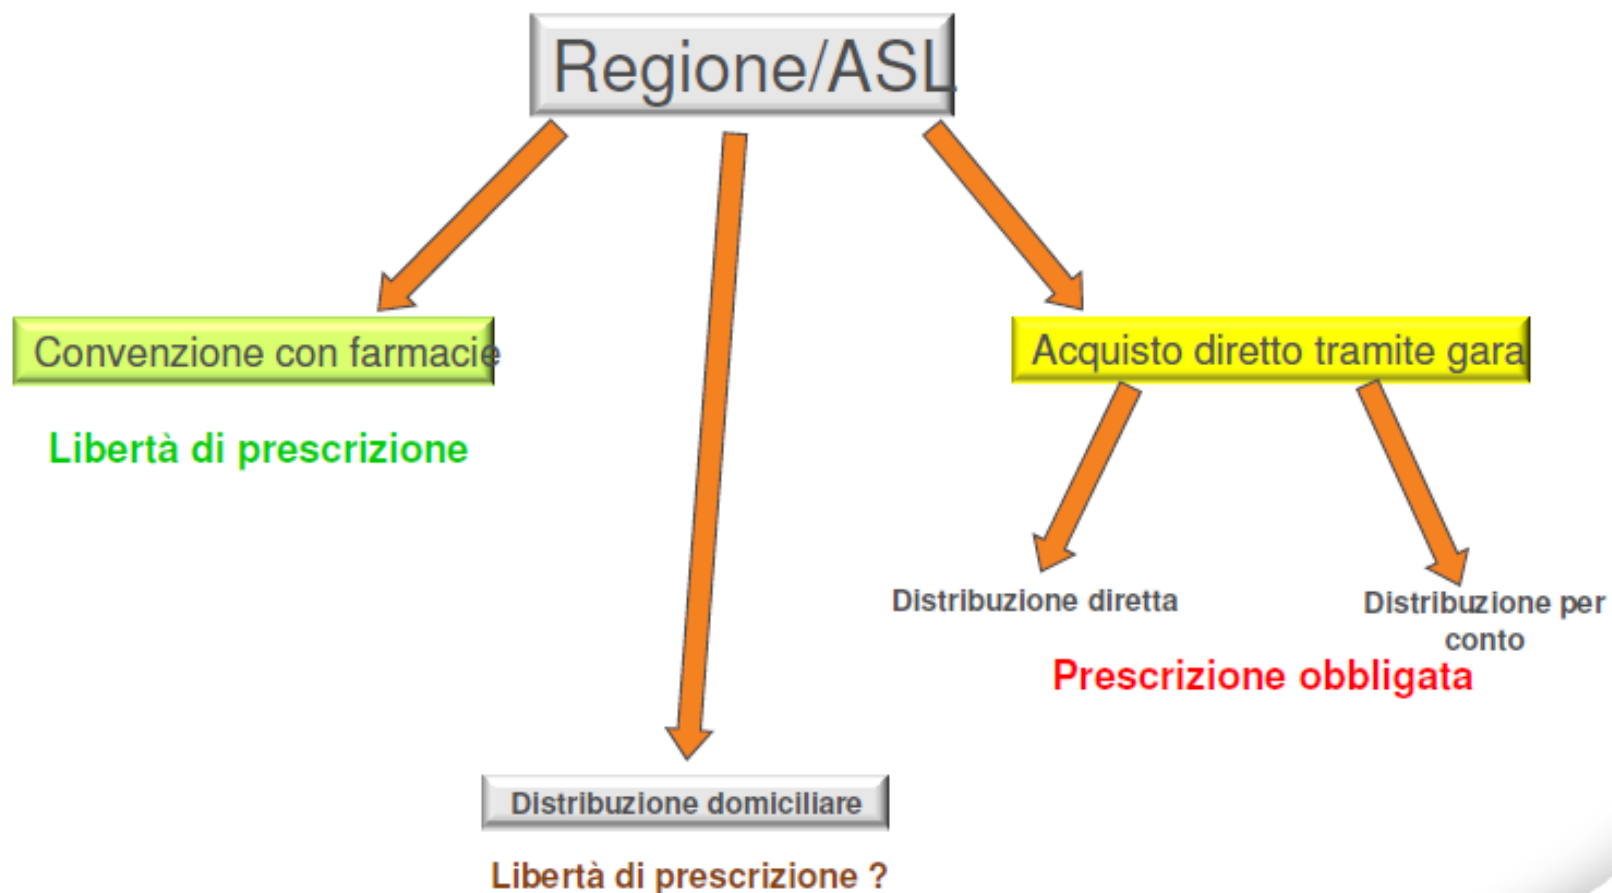 Regione/ASL
Convenzione con farmacie
Acquisto diretto tramite gara
Libertà di prescrizione
Distribuzione diretta
Distribuzione per
conto
Prescrizione obbligata
Distribuzione domiciliare
Libertà di prescrizione ?